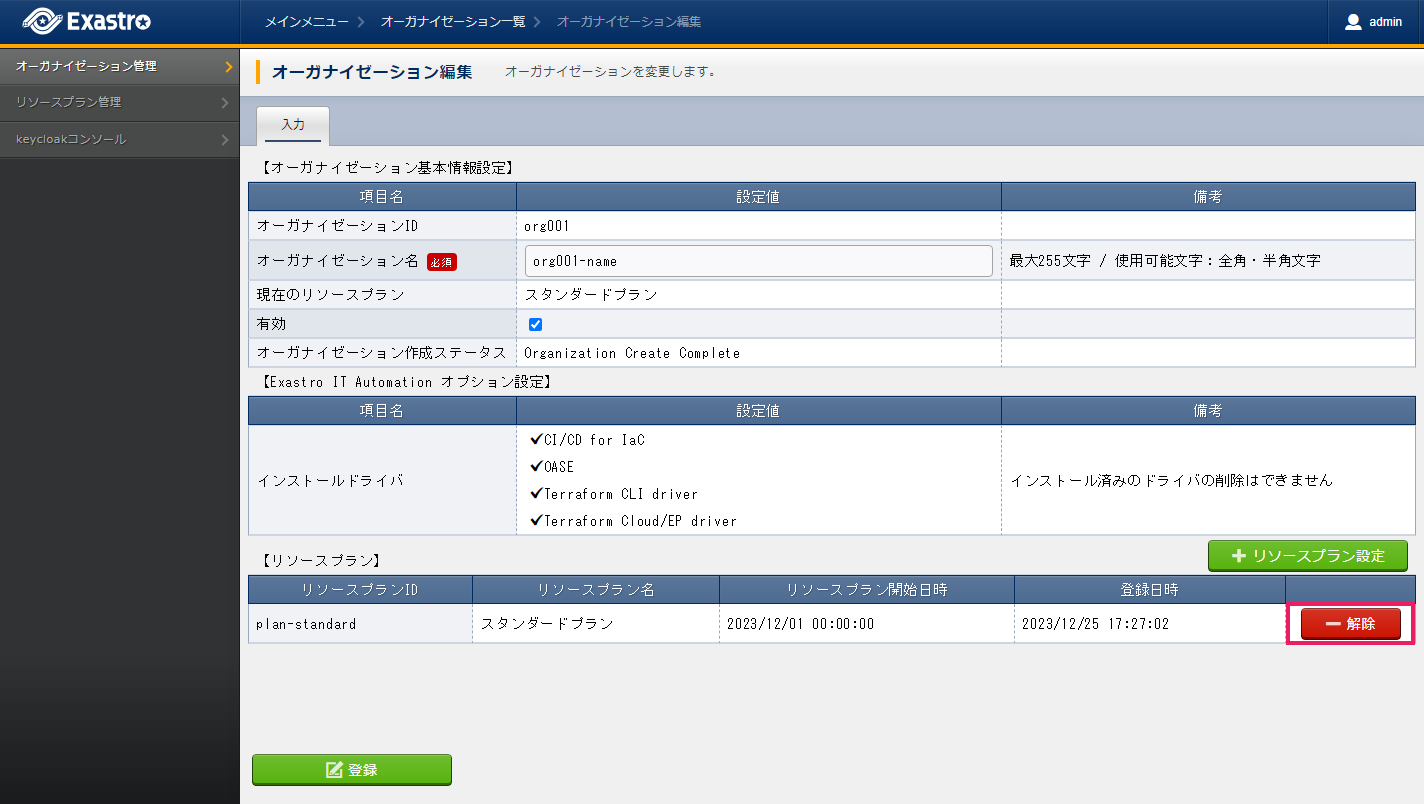 Exastro
メインメニュー オーガナイゼーション一覧 オーガナイゼーション編集
admin
オーガナイゼーション管理
リソースプラン管理
keycloakコンソール
オーガナイゼーション編集 オーガナイゼーションを変更します。
入力
【オーガナイゼーション基本情報設定】
項目名 設定値 備考
オーガナイゼーションID org001
オーガナイゼーション名 必須 org001-name 最大255文字 / 使用可能文字：全角・半角文字
現在のリソースプラン スタンダードプラン
有効
オーガナイゼーション作成ステータス Organization Create Complete
【Exastro IT Automation オプション設定】
項目名 設定値 備考
インストールドライバ
✔CI/CD for IaC
✔OASE
✔Terraform CLI driver
✔Terraform Cloud/EP driver
インストール済みのドライバの削除はできません
【リソースプラン】
＋ リソースプラン設定
リソースプランID リソースプラン名 リソースプラン開始日時 登録日時
plan-standard スタンダードプラン 2023/12/01 00:00:00 2023/12/25 17:27:02 － 解除
登録